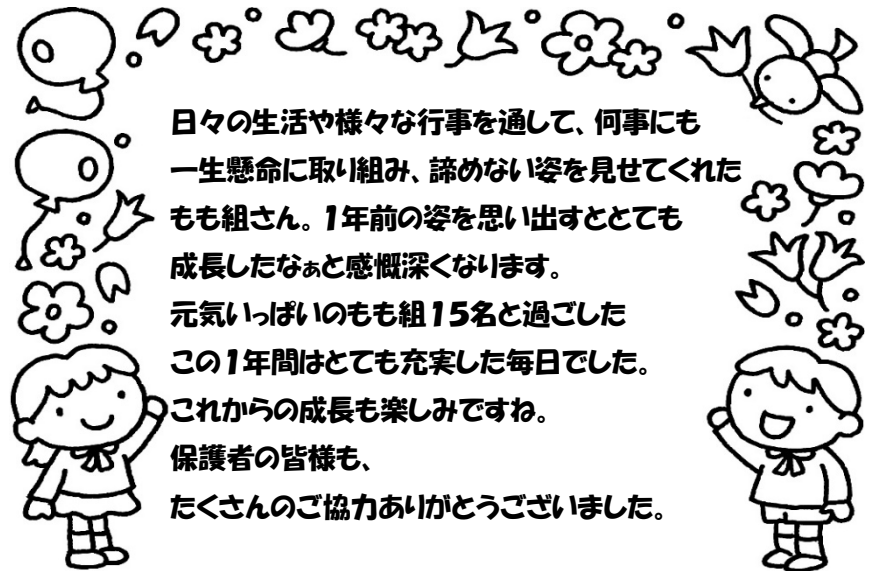 日々の生活や様々な行事を通して、何事にも
一生懸命に取り組み、諦めない姿を見せてくれた
もも組さん。1年前の姿を思い出すととても
成長したなぁと感慨深くなります。
元気いっぱいのもも組15名と過ごした
この1年間はとても充実した毎日でした。
これからの成長も楽しみですね。
保護者の皆様も、
たくさんのご協力ありがとうございました。